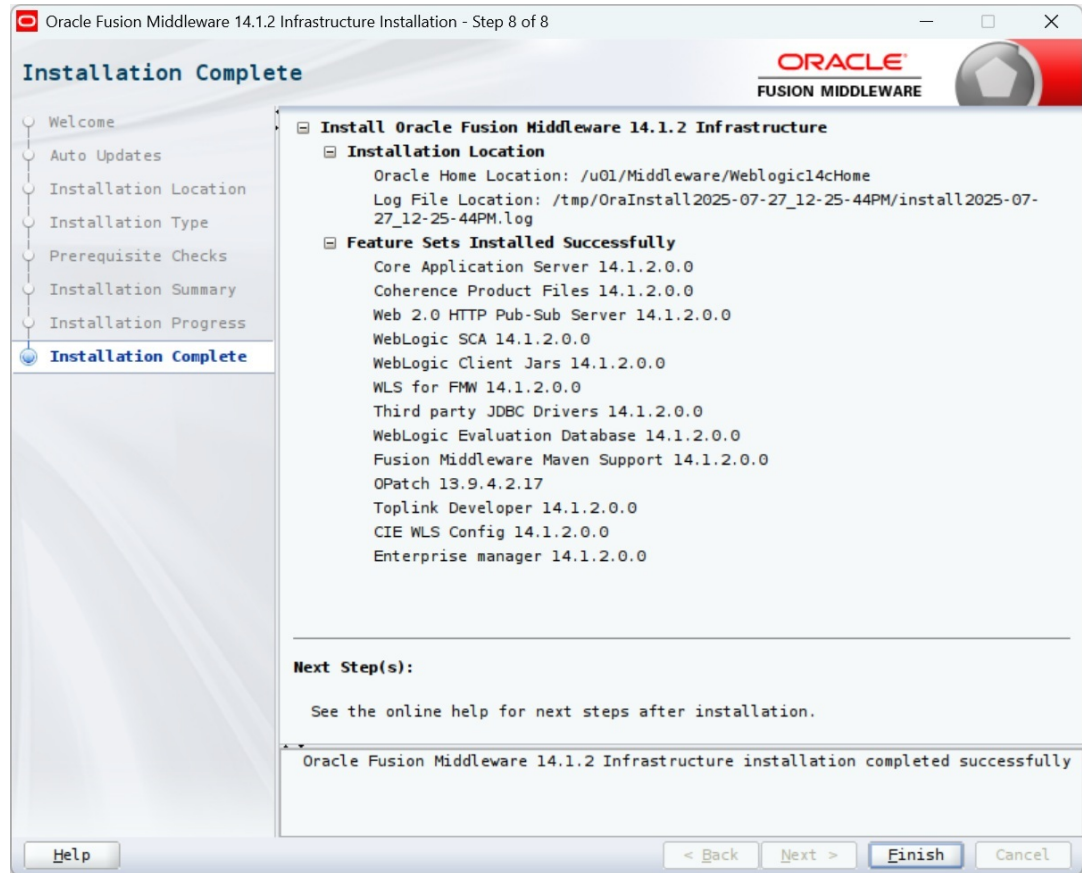 Oracle Fusion Middleware 14.1.2 Infrastructure Installation - Step 8 of 8
Installation Complete
ORACLE
FUSION MIDDLEWARE
Welcome
Auto Updates
Installation Location
Installation Type
Prerequisite Checks
Installation Summary
Installation Progress
Installation Complete
Install Oracle Fusion Middleware 14.1.2 Infrastructure
Installation Location
Oracle Home Location: /u01/Middleware/Weblogic14cHome
Log File Location: /tmp/OraInstall2025-07-27_12-25-44PM/install2025-07-
27_12-25-44PM.log
Feature Sets Installed Successfully
Core Application Server 14.1.2.0.0
Coherence Product Files 14.1.2.0.0
Web 2.0 HTTP Pub-Sub Server 14.1.2.0.0
WebLogic SCA 14.1.2.0.0
WebLogic Client Jars 14.1.2.0.0
WLS for FMW 14.1.2.0.0
Third party JDBC Drivers 14.1.2.0.0
WebLogic Evaluation Database 14.1.2.0.0
Fusion Middleware Maven Support 14.1.2.0.0
OPatch 13.9.4.2.17
Toplink Developer 14.1.2.0.0
CIE WLS Config 14.1.2.0.0
Enterprise manager 14.1.2.0.0
Next Step(s):
See the online help for next steps after installation.
Oracle Fusion Middleware 14.1.2 Infrastructure installation completed successfully
Help
< Back
Next >
Finish
Cancel